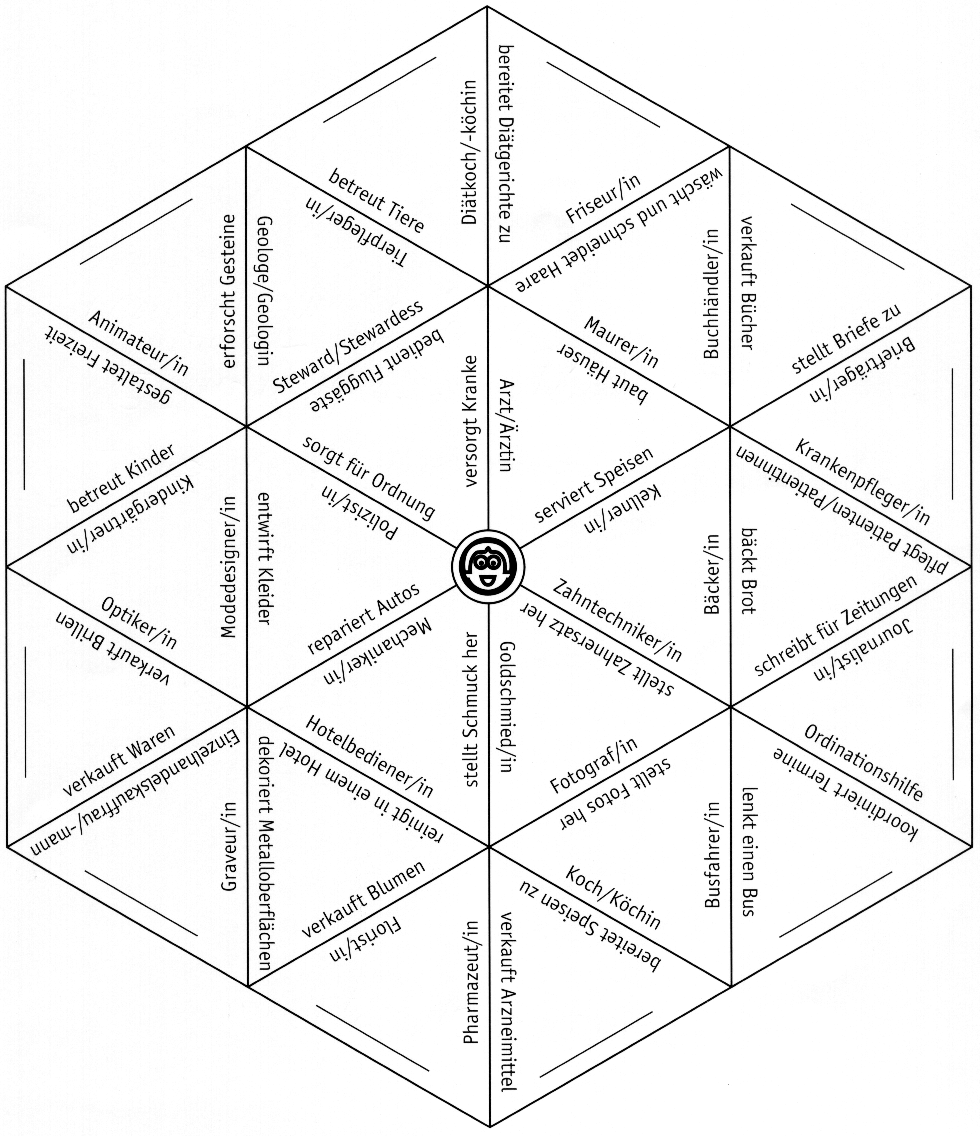 bereitet Diätgerichte zu
Diätkoch/-köchin
betreut Tiere
Tierpfleger/in
Friseur/in
wäscht und schneidet Haare
erforscht Gesteine
Geologe/Geologin
Buchhändler/in
verkauft Bücher
Animateur/in
gestaltet Freizeit
Steward/Stewardess
bedient Fluggäste
Maurer/in
baut Häuser
stellt Briefe zu
Briefträger/in
versorgt Kranke
Arzt/Ärztin
betreut Kinder
Kindergärtner/in
sorgt für Ordnung
Polizist/in
serviert Speisen
Kellner/in
Krankenpfleger/in
pflegt Patienten/Patientinnen
Modedesigner/in
entwirft Kleider
Bäcker/in
bäckt Brot
Optiker/in
verkauft Brillen
repariert Autos
Mechaniker/in
Zahntechniker/in
stellt Zahnersatz her
schreibt für Zeitungen
Journalist/in
stellt Schmuck her
Goldschmied/in
verkauft Waren
Einzelhandelskauffrau/-mann
Hotelbediener/in
reinigt in einem Hotel
Fotograf/in
stellt Fotos her
Ordinationshilfe
koordiniert Termine
Graveur/in
dekoriert Metalloberflächen
Busfahrer/in
lenkt einen Bus
verkauft Blumen
Florist/in
Koch/Köchin
bereitet Speisen zu
Pharmazeut/in
verkauft Arzneimittel